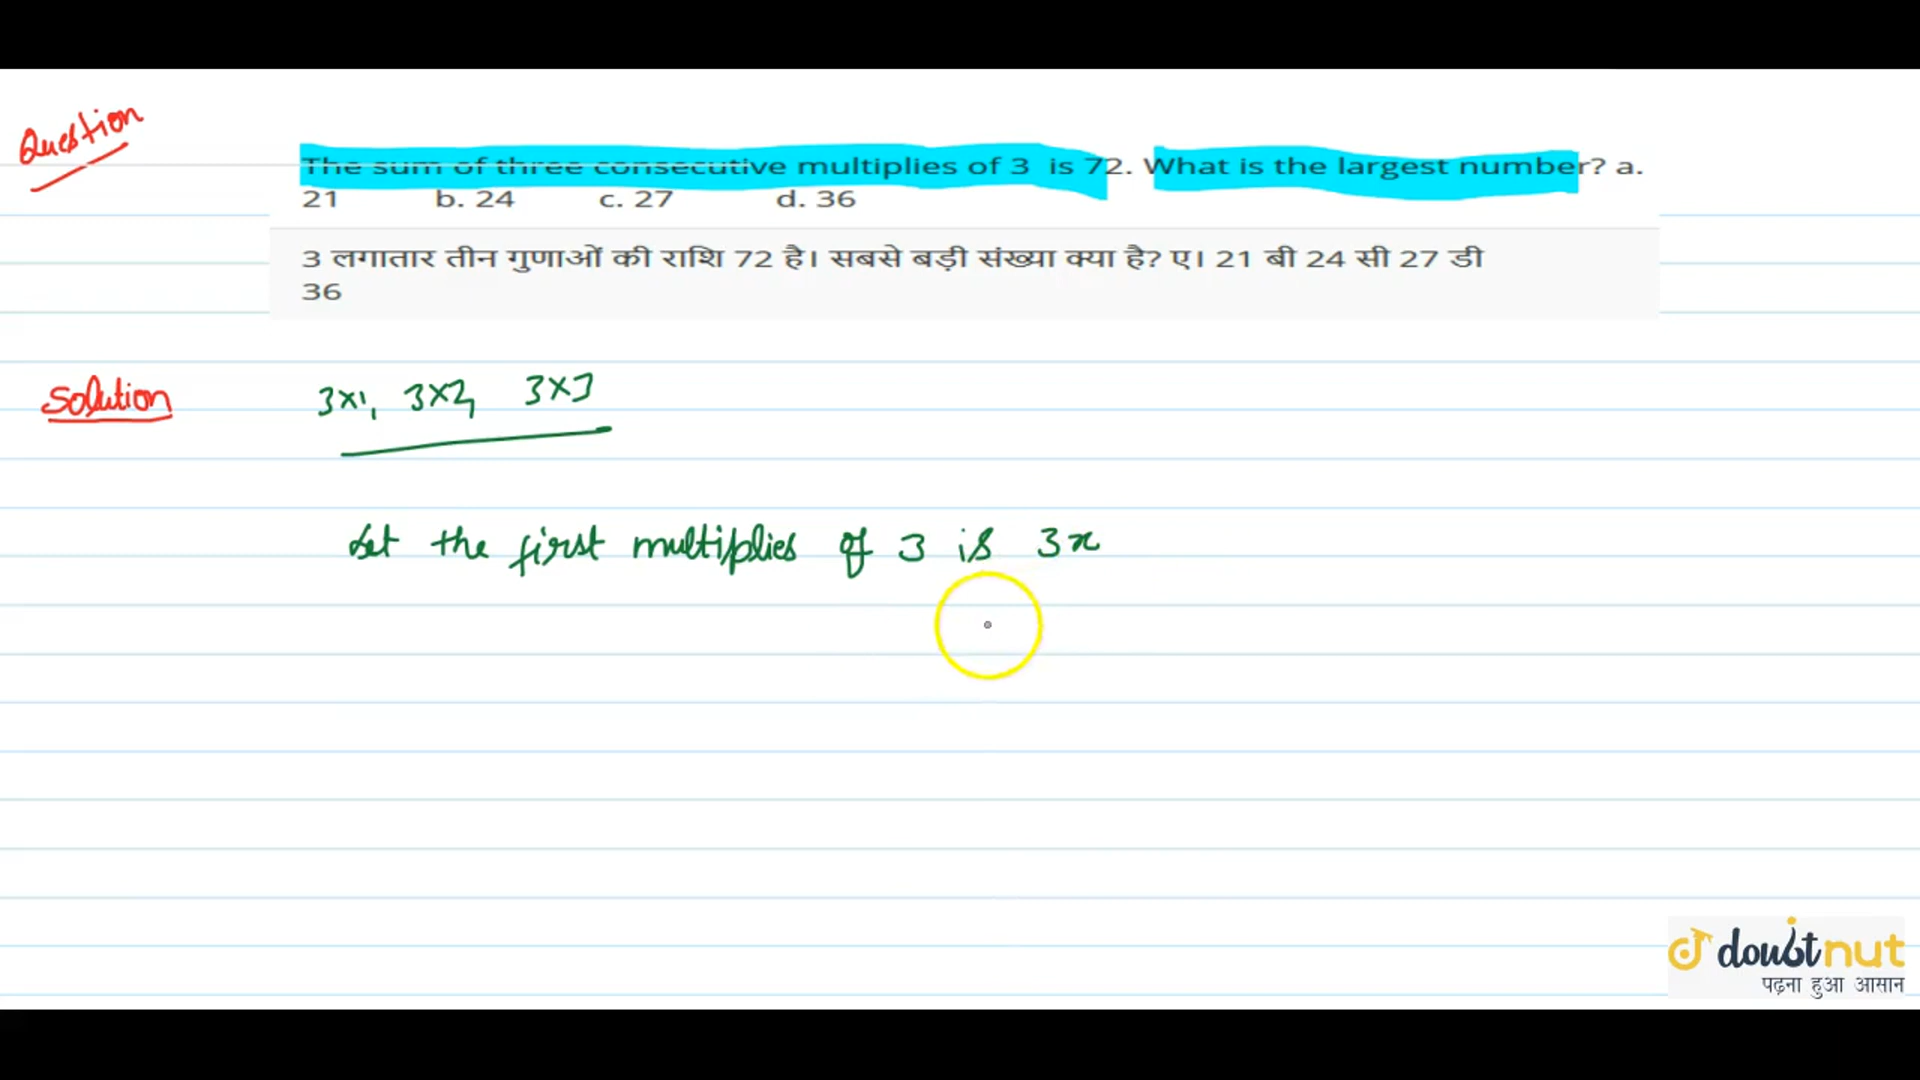 Question
The sum of three consecutive multiplies of 3 is 72. What is the largest number? a.
21 b. 24 c. 27 d. 36
3 लगातार तीन गुणाओं की राशि 72 है। सबसे बड़ी संख्या क्या है? ए। 21 बी 24 सी 27 डी
36
Solution 3×1, 3×2, 3×3
Let the first multiplies of 3 is 3x
doubtnut
पढ़ना हुआ आसान